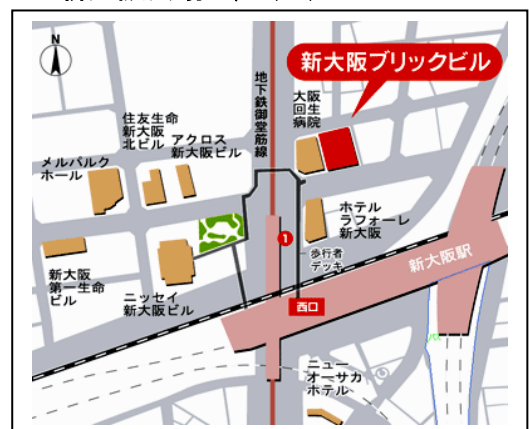 N
新大阪ブリックビル
地下鉄御堂筋線
大阪
回生
病院
住友生命
新大阪
北ビル
アクロス
新大阪ビル
メルパルク
ホール
ホテル
ラフォーレ
新大阪
1
歩行者
デッキ
新大阪駅
新大阪
第一生命
ビル
ニッセイ
新大阪ビル
西口
ニュー
オーサカ
ホテル